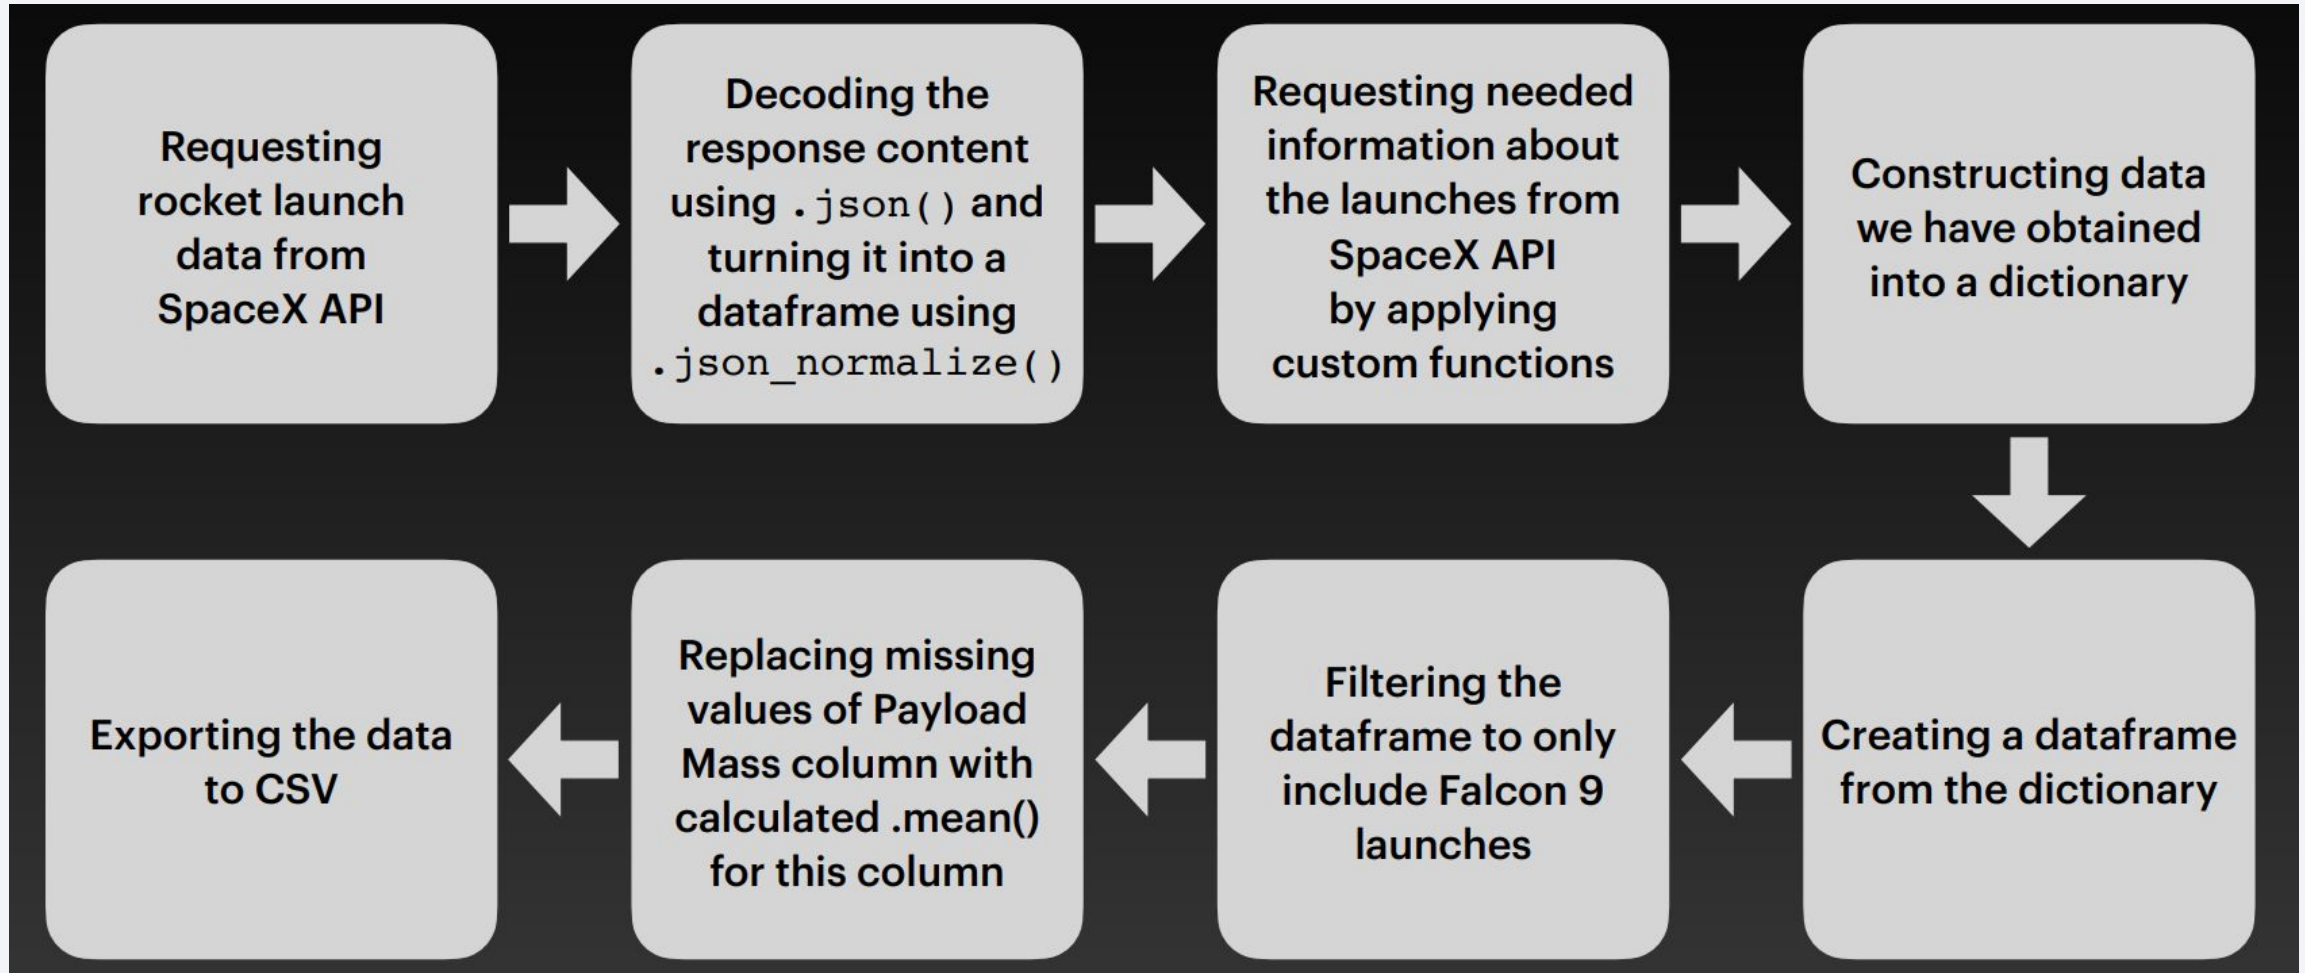 Requesting
rocket launch
data from
SpaceX API
Decoding the
response content
using .json() and
turning it into a
dataframe using
.json_normalize()
Requesting needed
information about
the launches from
SpaceX API
by applying
custom functions
Constructing data
we have obtained
into a dictionary
Creating a dataframe
from the dictionary
Filtering the
dataframe to only
include Falcon 9
launches
Replacing missing
values of Payload
Mass column with
calculated .mean()
for this column
Exporting the data
to CSV